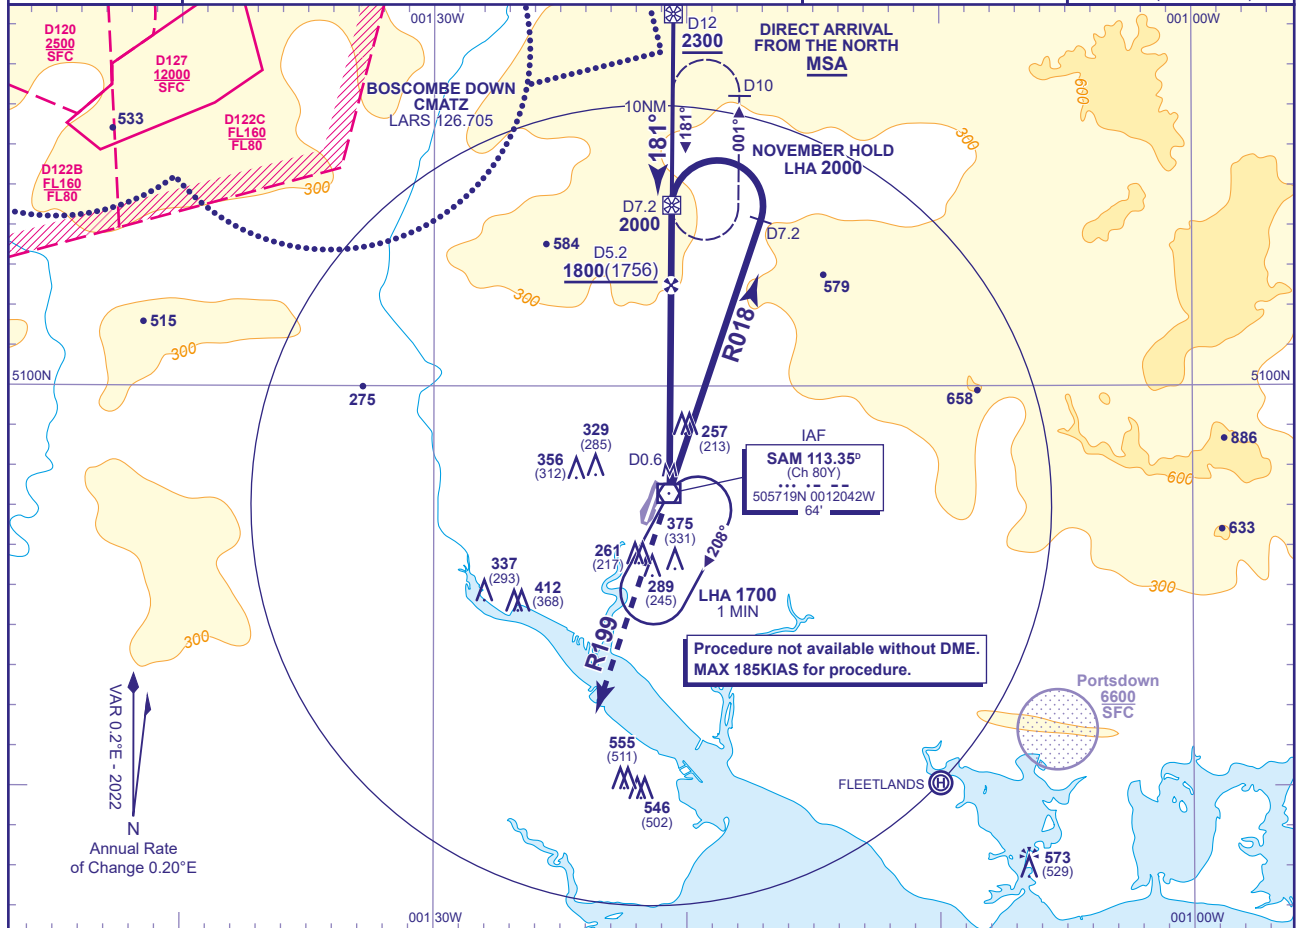 001 30W
001 00W
D120
2500
SFC
D127
12000
SFC
533
D122C
FL160
FL80
D122B
FL160
FL80
300
BOSCOMBE DOWN
CMATZ
LARS 126.705
D12
2300
DIRECT ARRIVAL
FROM THE NORTH
MSA
D10
10NM
181°
181°
001°
NOVEMBER HOLD
LHA 2000
600
300
D7.2
2000
D7.2
584
D5.2
1800(1756)
300
579
515
300
R018
5100N
5100N
275
658
886
600
633
300
329
(285)
356
(312)
257
(213)
D0.6
IAF
SAM 113.35ᴰ
(Ch 80Y)
... .- --
505719N 0012042W
64'
375
(331)
208°
261
(217)
289
(245)
337
(293)
412
(368)
LHA 1700
1 MIN
R199
300
Procedure not available without DME.
MAX 185KIAS for procedure.
Portsdown
6600
SFC
VAR 0.2°E - 2022
N
Annual Rate
of Change 0.20°E
555
(511)
546
(502)
FLEETLANDS
H
573
(529)
001 30W
001 00W